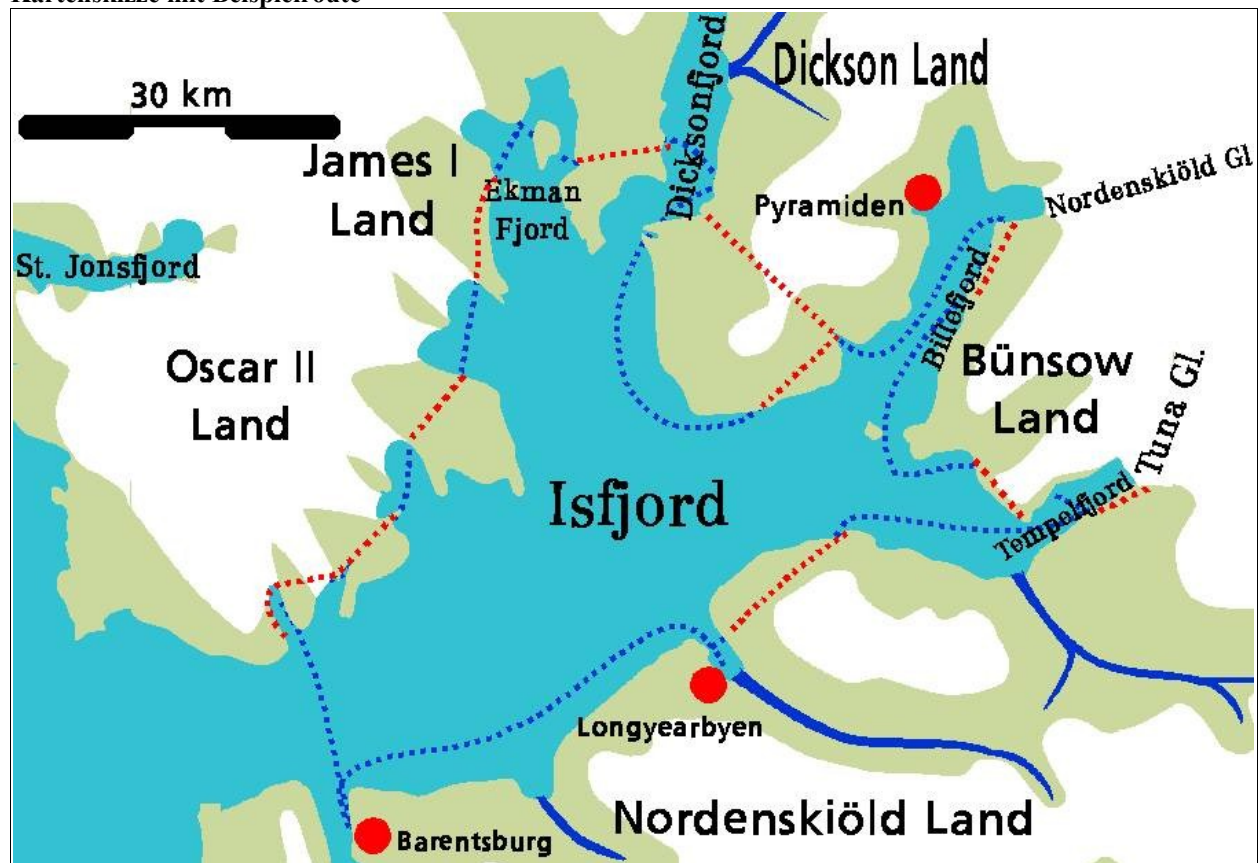 Kartenskizze mit Beispielroute
30 km
Dickson Land
Dicksonfjord
James I
Land
Ekman
Fjord
Pyramiden
Nordenskiöld Gl
St. Jonsfjord
Billefjord
Oscar II
Land
Bünsow
Land
Tuna Gl.
Isfjord
Tempelfjord
Longyearbyen
Nordenskiöld Land
Barentsburg